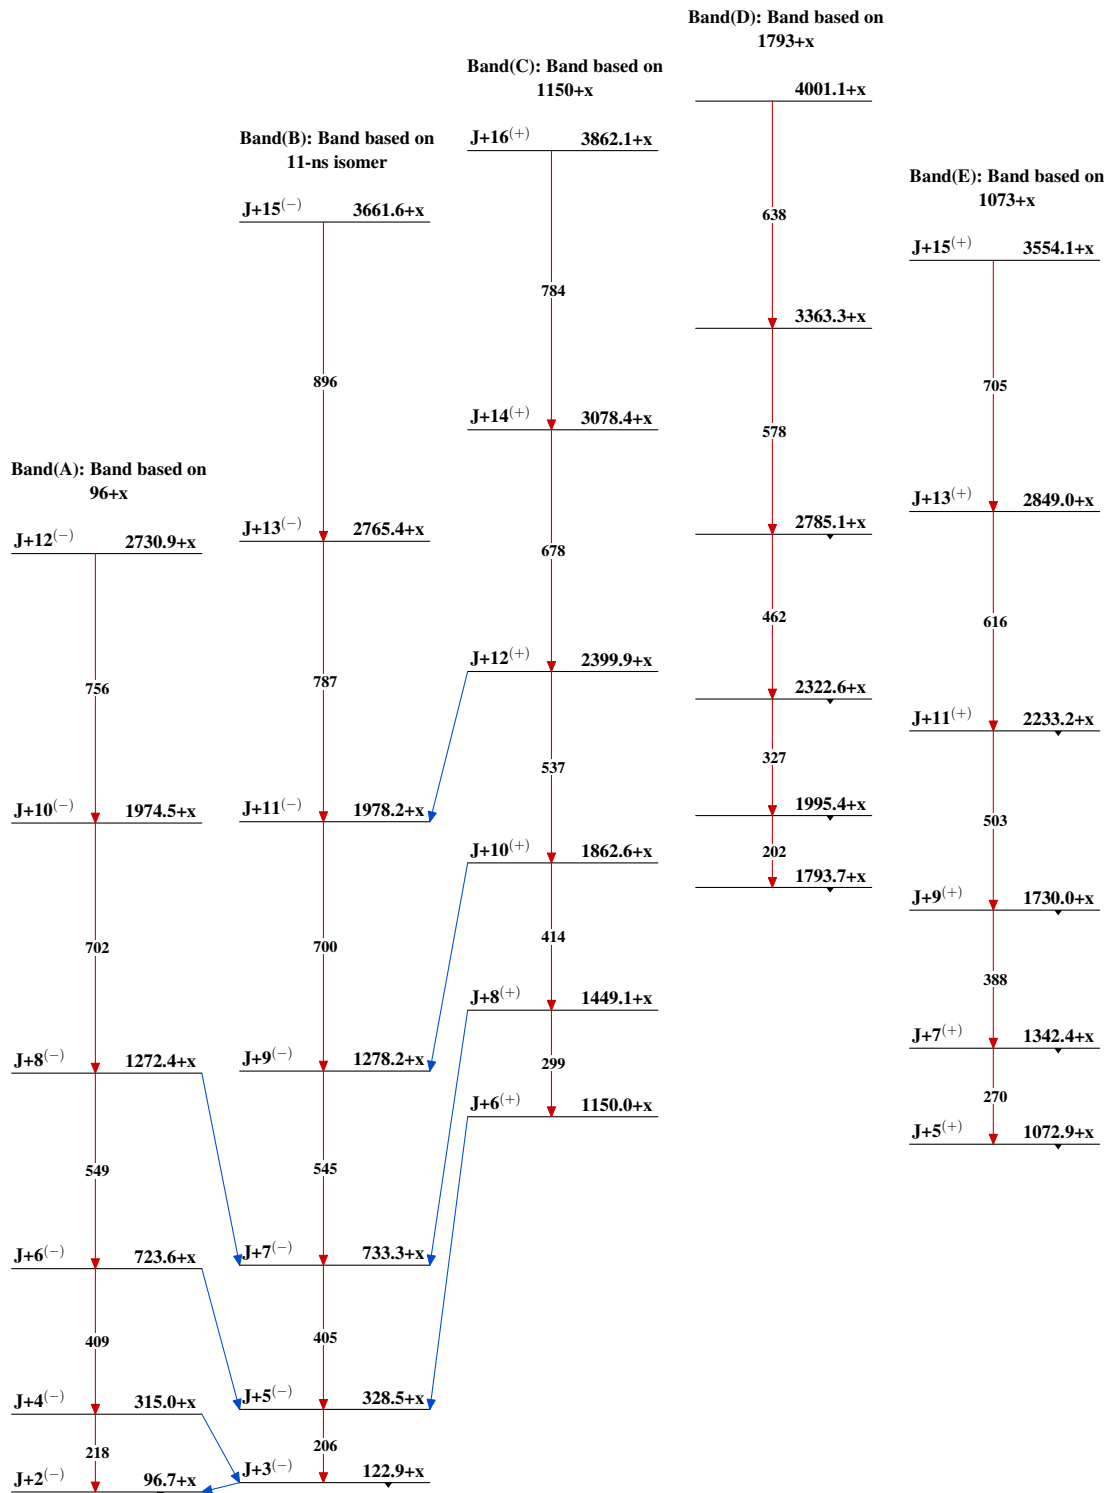 Band(A): Band based on
96+x
J+12(−) 2730.9+x
756
J+10(−) 1974.5+x
702
J+8(−) 1272.4+x
549
J+6(−) 723.6+x
409
J+4(−) 315.0+x
218
J+2(−) 96.7+x
Band(B): Band based on
11-ns isomer
J+15(−) 3661.6+x
896
J+13(−) 2765.4+x
787
J+11(−) 1978.2+x
700
J+9(−) 1278.2+x
545
J+7(−) 733.3+x
405
J+5(−) 328.5+x
206
J+3(−) 122.9+x
Band(C): Band based on
1150+x
J+16(+) 3862.1+x
784
J+14(+) 3078.4+x
678
J+12(+) 2399.9+x
537
J+10(+) 1862.6+x
414
J+8(+) 1449.1+x
299
J+6(+) 1150.0+x
Band(D): Band based on
1793+x
4001.1+x
638
3363.3+x
578
2785.1+x
462
2322.6+x
327
1995.4+x
202
1793.7+x
Band(E): Band based on
1073+x
J+15(+) 3554.1+x
705
J+13(+) 2849.0+x
616
J+11(+) 2233.2+x
503
J+9(+) 1730.0+x
388
J+7(+) 1342.4+x
270
J+5(+) 1072.9+x